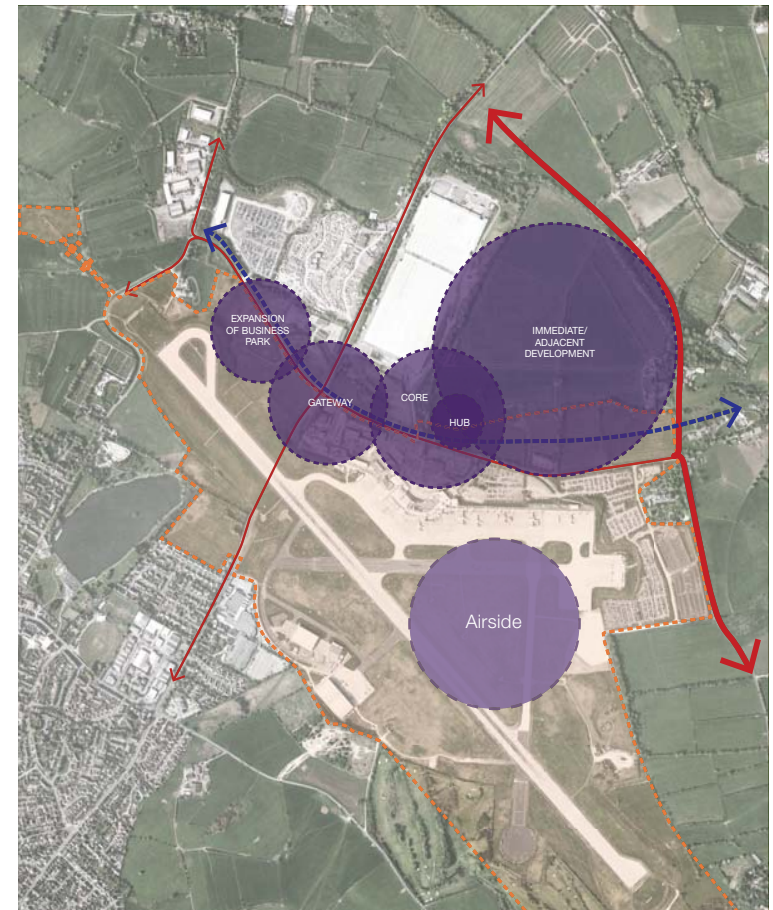 EXPANSION
OF BUSINESS
PARK
IMMEDIATE/
ADJACENT
DEVELOPMENT
GATEWAY
CORE
HUB
Airside